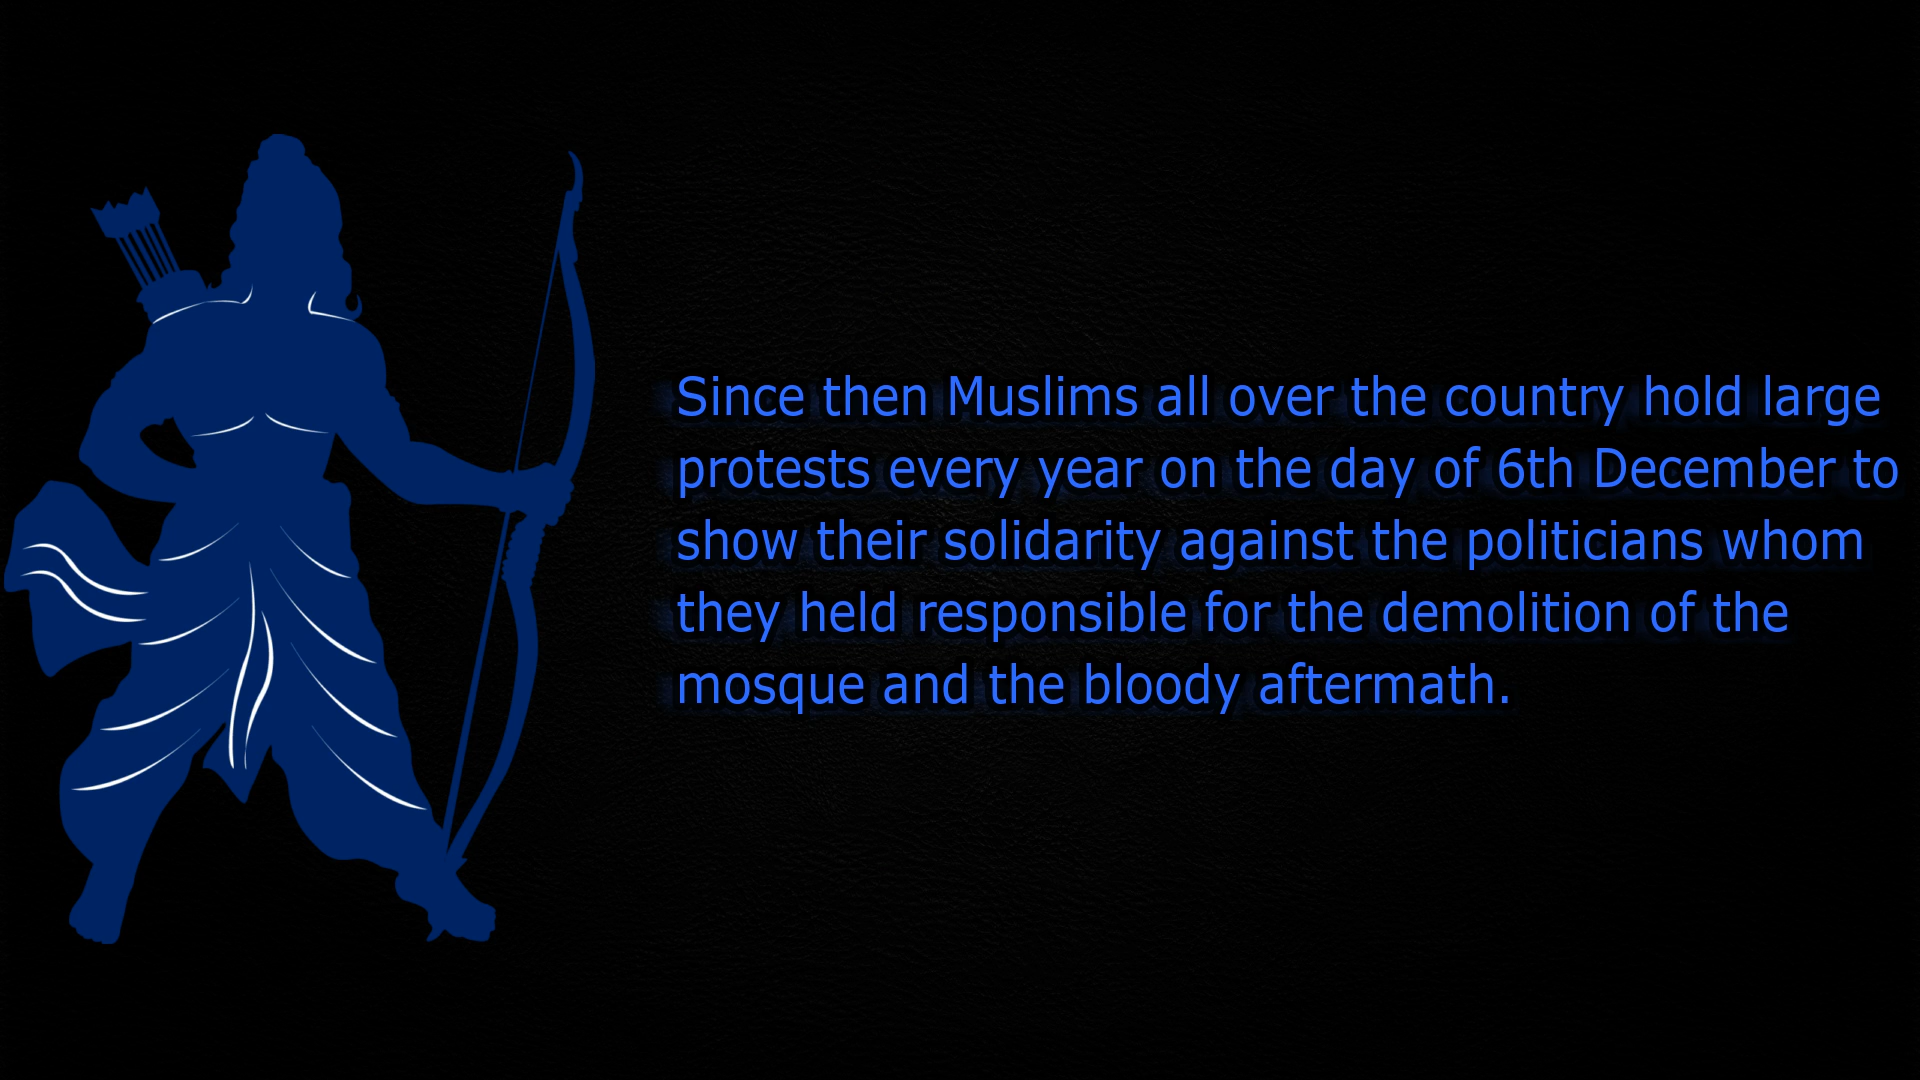 Since then Muslims all over the country hold large
protests every year on the day of 6th December to
show their solidarity against the politicians whom
they held responsible for the demolition of the
mosque and the bloody aftermath.